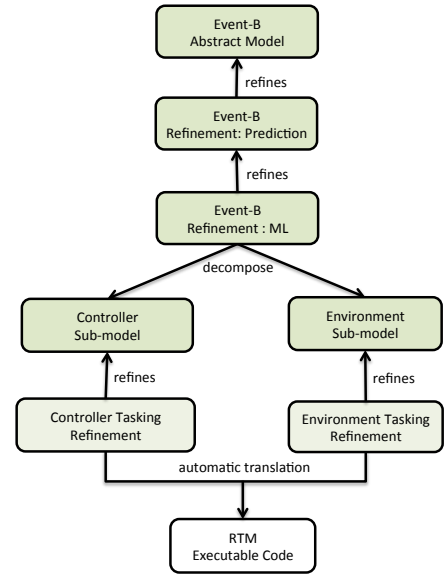 Event-B
Abstract Model
refines
Event-B
Refinement: Prediction
refines
Event-B
Refinement : ML
decompose
Controller
Sub-model
Environment
Sub-model
refines
refines
Controller Tasking
Refinement
Environment Tasking
Refinement
automatic translation
RTM
Executable Code